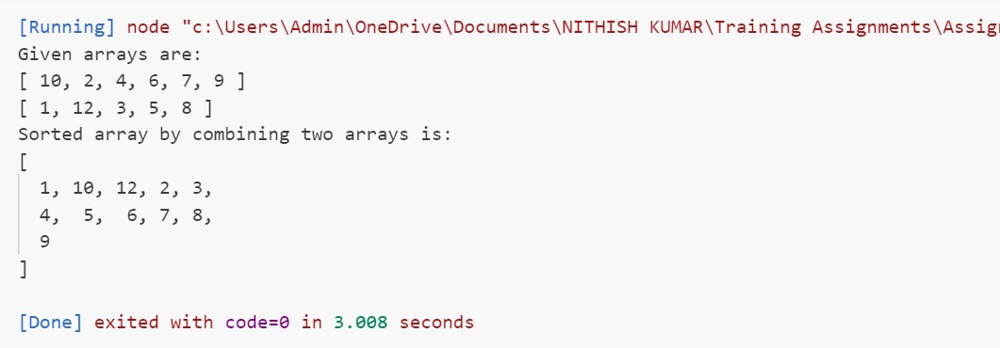 [Running] node "c:\Users\Admin\OneDrive\Documents\NITHISH KUMAR\Training Assignments\Assig
Given arrays are:
[ 10, 2, 4, 6, 7, 9 ]
[ 1, 12, 3, 5, 8 ]
Sorted array by combining two arrays is:
[
  1, 10, 12, 2, 3,
  4,  5,  6, 7, 8,
  9
]
[Done] exited with code=0 in 3.008 seconds